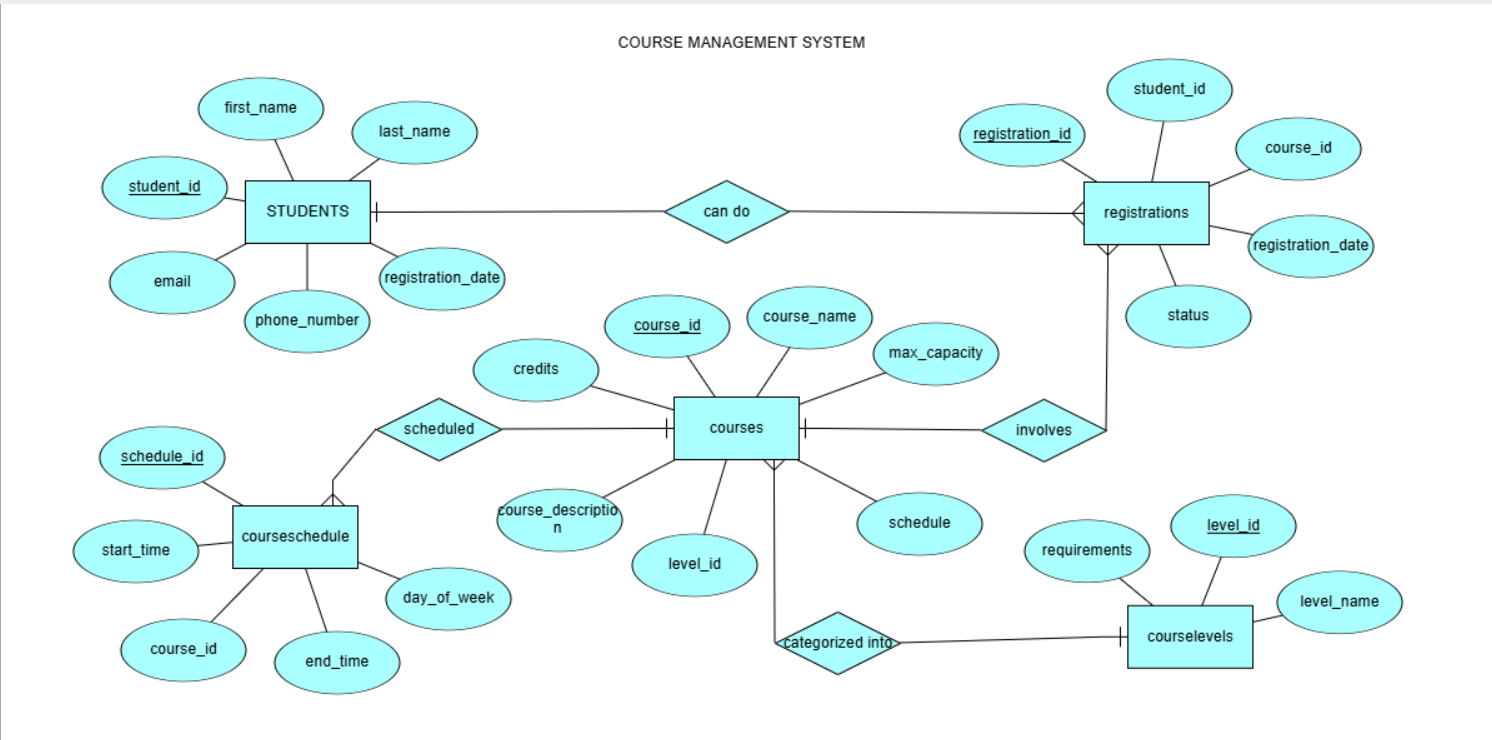 COURSE MANAGEMENT SYSTEM
first_name
last_name
student_id
STUDENTS
email
phone_number
registration_date
can do
student_id
registration_id
course_id
registrations
registration_date
status
course_id
course_name
credits
max_capacity
scheduled
courses
involves
course_descriptio
n
level_id
schedule
schedule_id
start_time
courseschedule
day_of_week
course_id
end_time
categorized into
requirements
level_id
level_name
courselevels